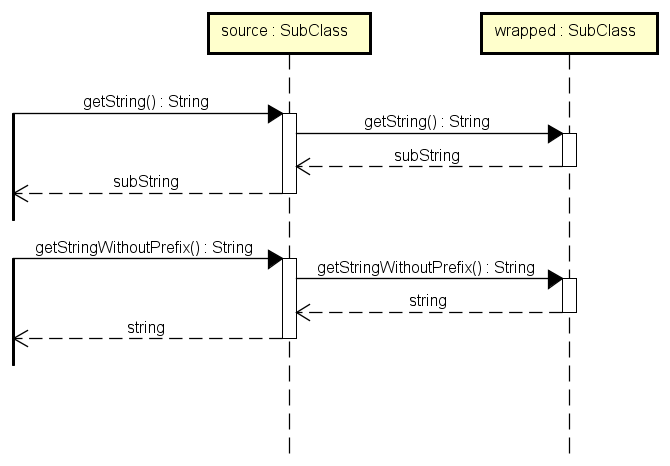 source : SubClass
wrapped : SubClass
getString() : String
getString() : String
subString
subString
getStringWithoutPrefix() : String
getStringWithoutPrefix() : String
string
string